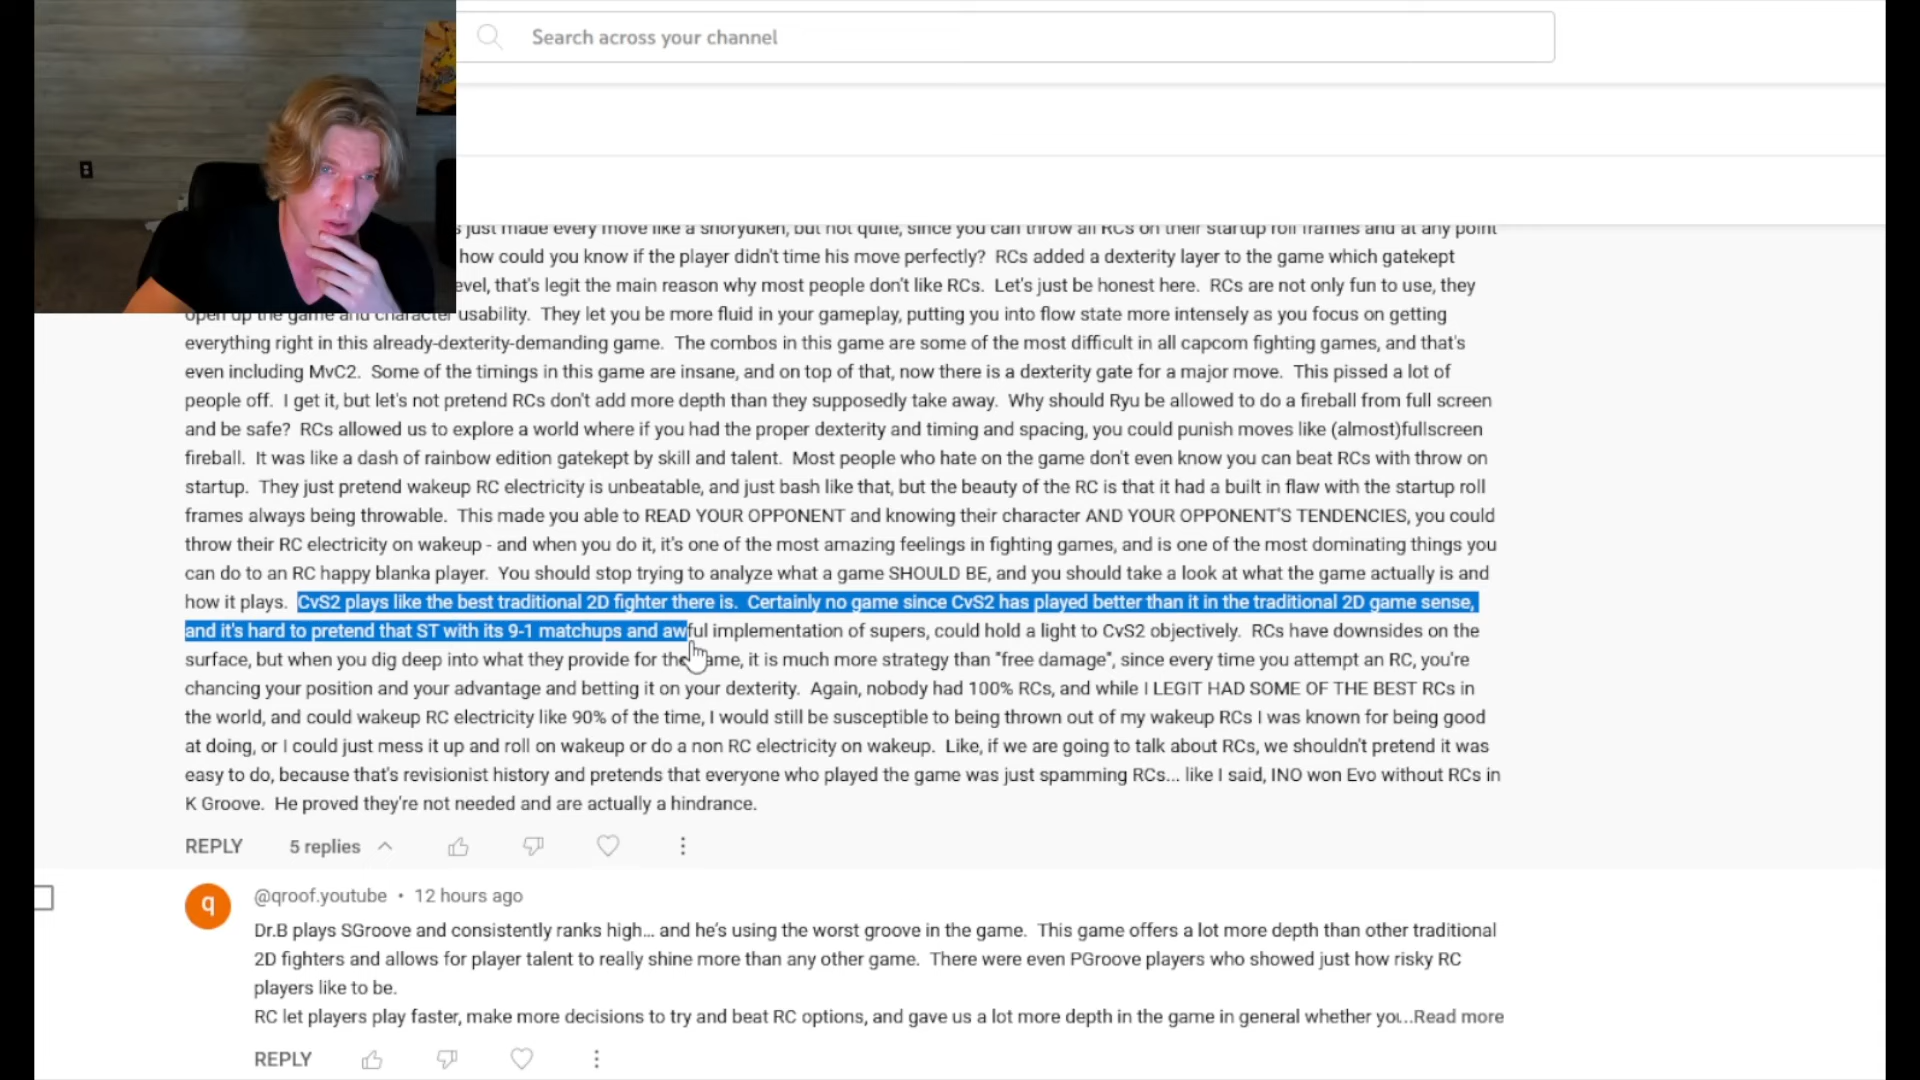 Search across your channel
s just made every move like a shoryuken, but not quite, since you can throw all RCs on their startup roll frames and at any point
how could you know if the player didn't time his move perfectly?  RCs added a dexterity layer to the game which gatekept
evel, that's legit the main reason why most people don't like RCs.  Let's just be honest here.  RCs are not only fun to use, they
open up the game and character usability.  They let you be more fluid in your gameplay, putting you into flow state more intensely as you focus on getting
everything right in this already-dexterity-demanding game.  The combos in this game are some of the most difficult in all capcom fighting games, and that's
even including MvC2.  Some of the timings in this game are insane, and on top of that, now there is a dexterity gate for a major move.  This pissed a lot of
people off.  I get it, but let's not pretend RCs don't add more depth than they supposedly take away.  Why should Ryu be allowed to do a fireball from full screen
and be safe?  RCs allowed us to explore a world where if you had the proper dexterity and timing and spacing, you could punish moves like (almost)fullscreen
fireball.  It was like a dash of rainbow edition gatekept by skill and talent.  Most people who hate on the game don't even know you can beat RCs with throw on
startup.  They just pretend wakeup RC electricity is unbeatable, and just bash like that, but the beauty of the RC is that it had a built in flaw with the startup roll
frames always being throwable.  This made you able to READ YOUR OPPONENT and knowing their character AND YOUR OPPONENT'S TENDENCIES, you could
throw their RC electricity on wakeup - and when you do it, it's one of the most amazing feelings in fighting games, and is one of the most dominating things you
can do to an RC happy blanka player.  You should stop trying to analyze what a game SHOULD BE, and you should take a look at what the game actually is and
how it plays.  CvS2 plays like the best traditional 2D fighter there is.  Certainly no game since CvS2 has played better than it in the traditional 2D game sense,
and it's hard to pretend that ST with its 9-1 matchups and awful implementation of supers, could hold a light to CvS2 objectively.  RCs have downsides on the
surface, but when you dig deep into what they provide for the game, it is much more strategy than "free damage", since every time you attempt an RC, you're
chancing your position and your advantage and betting it on your dexterity.  Again, nobody had 100% RCs, and while I LEGIT HAD SOME OF THE BEST RCs in
the world, and could wakeup RC electricity like 90% of the time, I would still be susceptible to being thrown out of my wakeup RCs I was known for being good
at doing, or I could just mess it up and roll on wakeup or do a non RC electricity on wakeup.  Like, if we are going to talk about RCs, we shouldn't pretend it was
easy to do, because that's revisionist history and pretends that everyone who played the game was just spamming RCs... like I said, INO won Evo without RCs in
K Groove.  He proved they're not needed and are actually a hindrance.
REPLY 5 replies
q
@qroof.youtube • 12 hours ago
Dr.B plays SGroove and consistently ranks high... and he's using the worst groove in the game.  This game offers a lot more depth than other traditional
2D fighters and allows for player talent to really shine more than any other game.  There were even PGroove players who showed just how risky RC
players like to be.
RC let players play faster, make more decisions to try and beat RC options, and gave us a lot more depth in the game in general whether you...Read more
REPLY